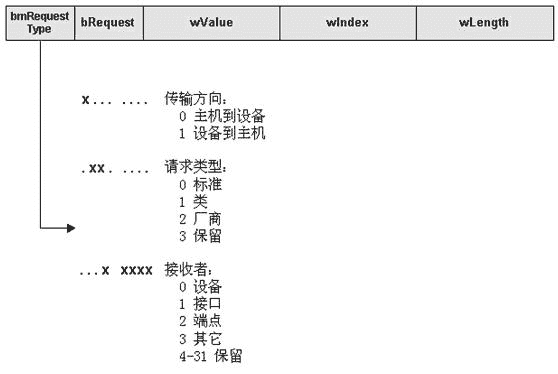 bmRequest Type bRequest wValue wIndex wLength
x... .... 传输方向：
0 主机到设备
1 设备到主机
.xx. .... 请求类型：
0 标准
1 类
2 厂商
3 保留
...x xxxx 接收者：
0 设备
1 接口
2 端点
3 其它
4-31 保留